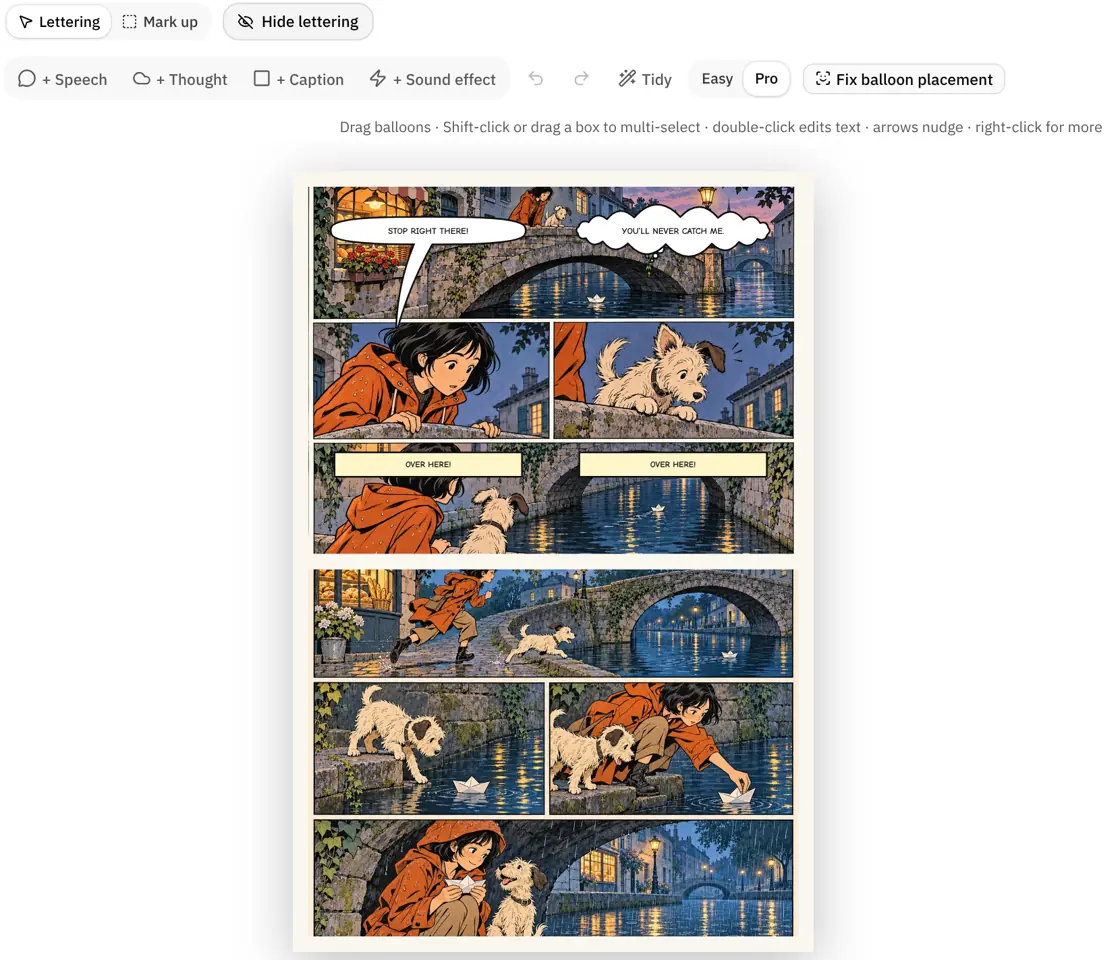 Lettering Mark up Hide lettering
+ Speech + Thought + Caption + Sound effect Tidy Easy Pro Fix balloon placement
Drag balloons · Shift-click or drag a box to multi-select · double-click edits text · arrows nudge · right-click for more
STOP RIGHT THERE!
YOU'LL NEVER CATCH ME.
OVER HERE!
OVER HERE!